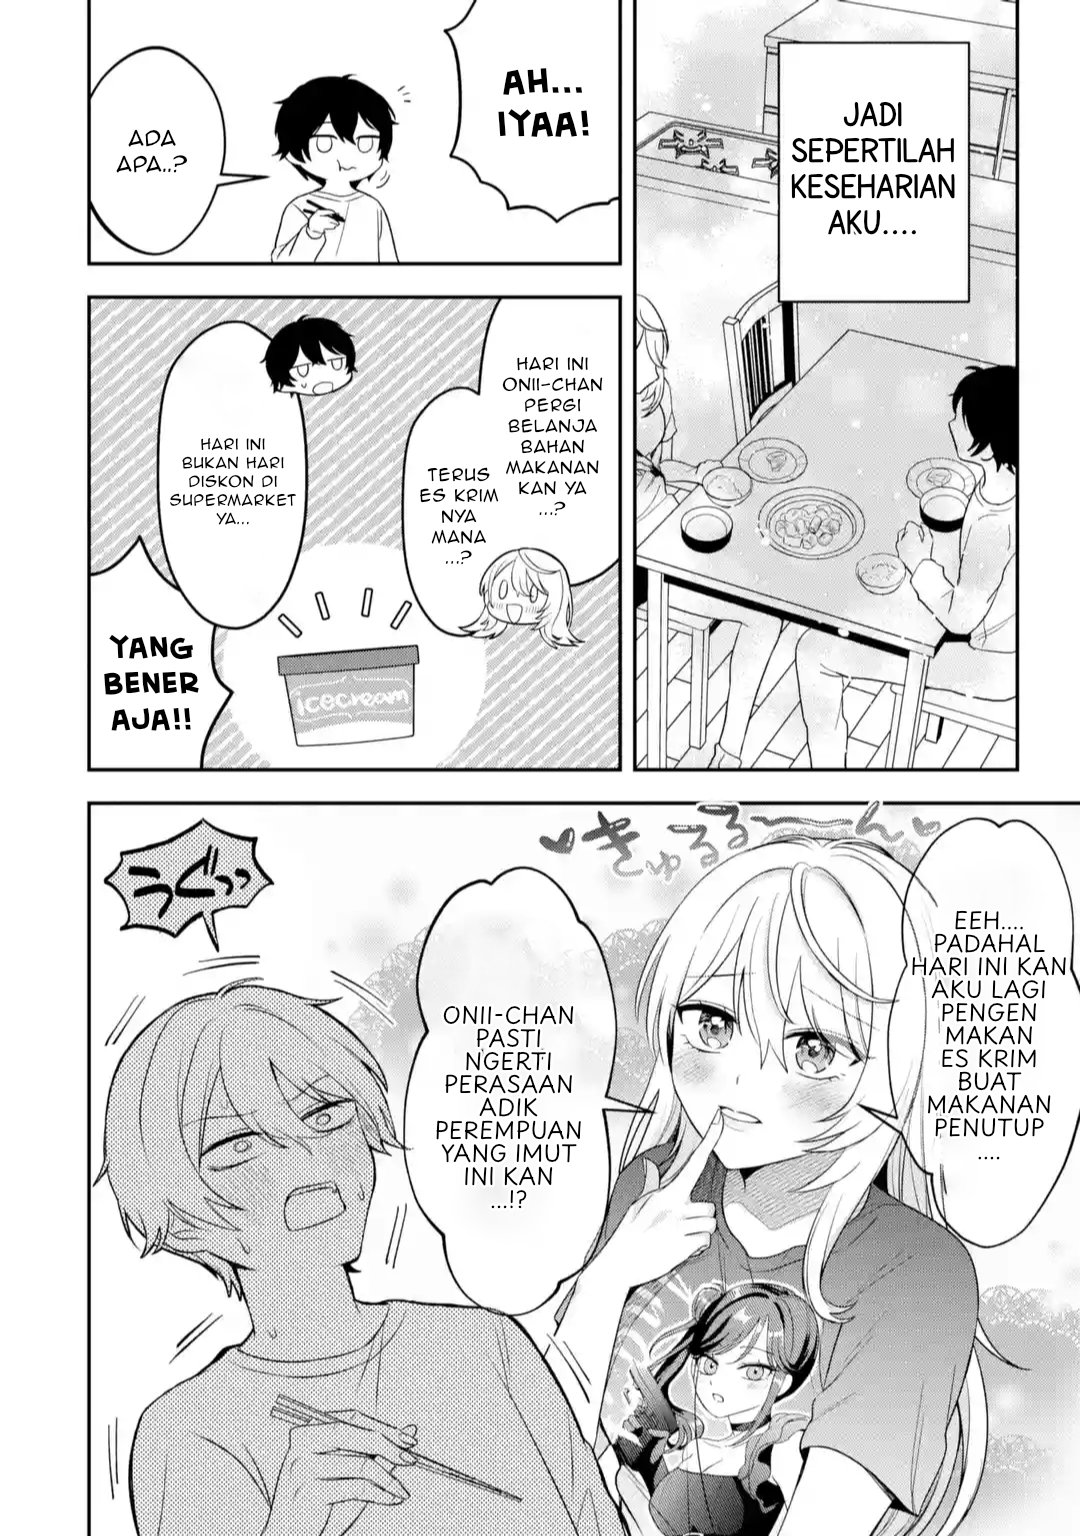 JADI
SEPERTILAH
KESEHARIAN
AKU....
AH...
IYAA!
ADA
APA..?
HARI INI
ONII-CHAN
PERGI
BELANJA
BAHAN
MAKANAN
KAN YA
...?
TERUS
ES KRIM
NYA
MANA
...?
HARI INI
BUKAN HARI
DISKON DI
SUPERMARKET
YA...
icecream
YANG
BENER
AJA!!
きゅるるーーん
EEH....
PADAHAL
HARI INI KAN
AKU LAGI
PENGEN
MAKAN
ES KRIM
BUAT
MAKANAN
PENUTUP
....
ONII-CHAN
PASTI
NGERTI
PERASAAN
ADIK
PEREMPUAN
YANG IMUT
INI KAN
...!?
うぐっっ